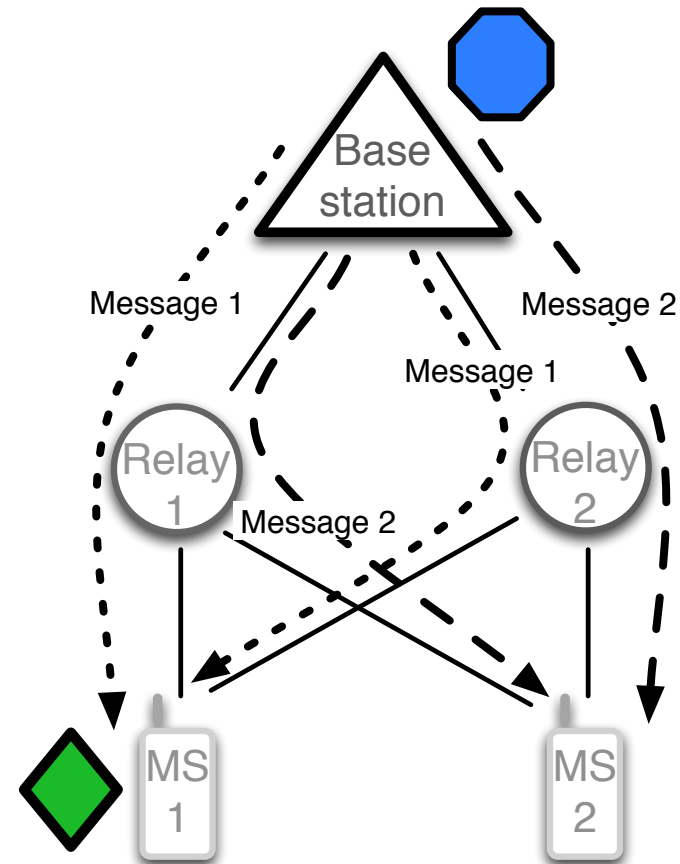 Base
station
Message 1
Message 2
Message 1
Relay
1
Relay
2
Message 2
MS
1
MS
2